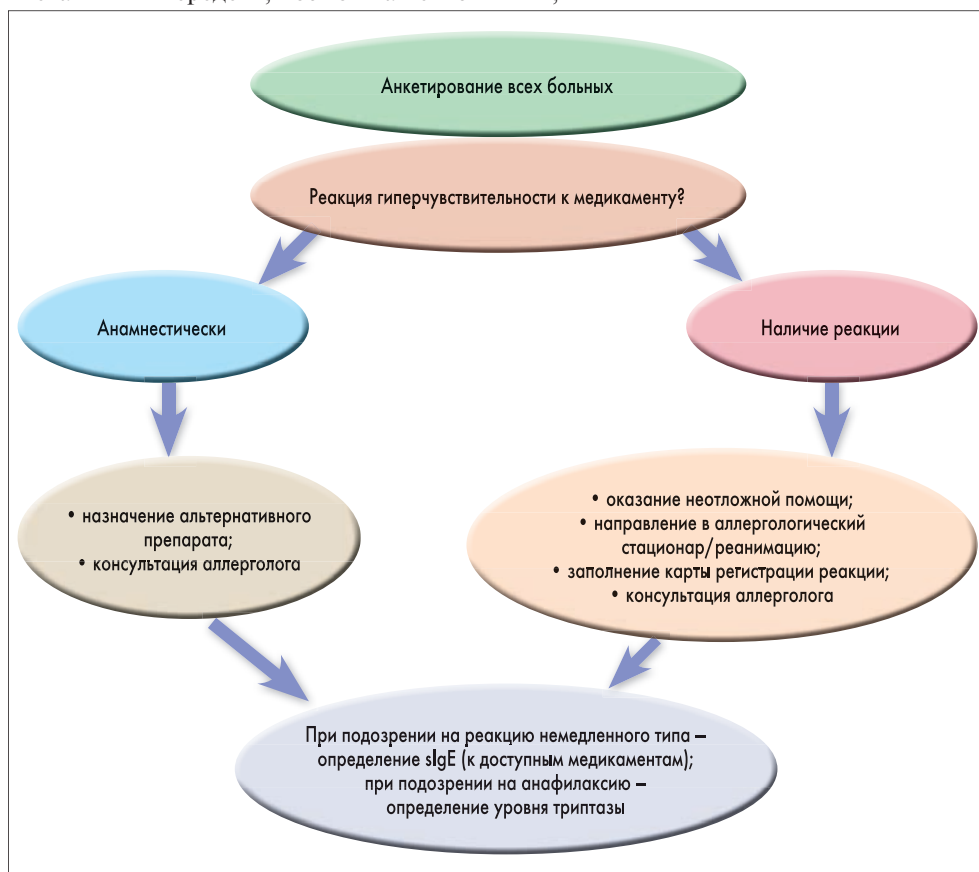 Анкетирование всех больных
Реакция гиперчувствительности к медикаменту?
Анамнестически
Наличие реакции
• назначение альтернативного
препарата;
• консультация аллерголога
• оказание неотложной помощи;
• направление в аллергологический
стационар/реанимацию;
• заполнение карты регистрации реакции;
• консультация аллерголога
При подозрении на реакцию немедленного типа –
определение sIgE (к доступным медикаментам);
при подозрении на анафилаксию –
определение уровня триптазы